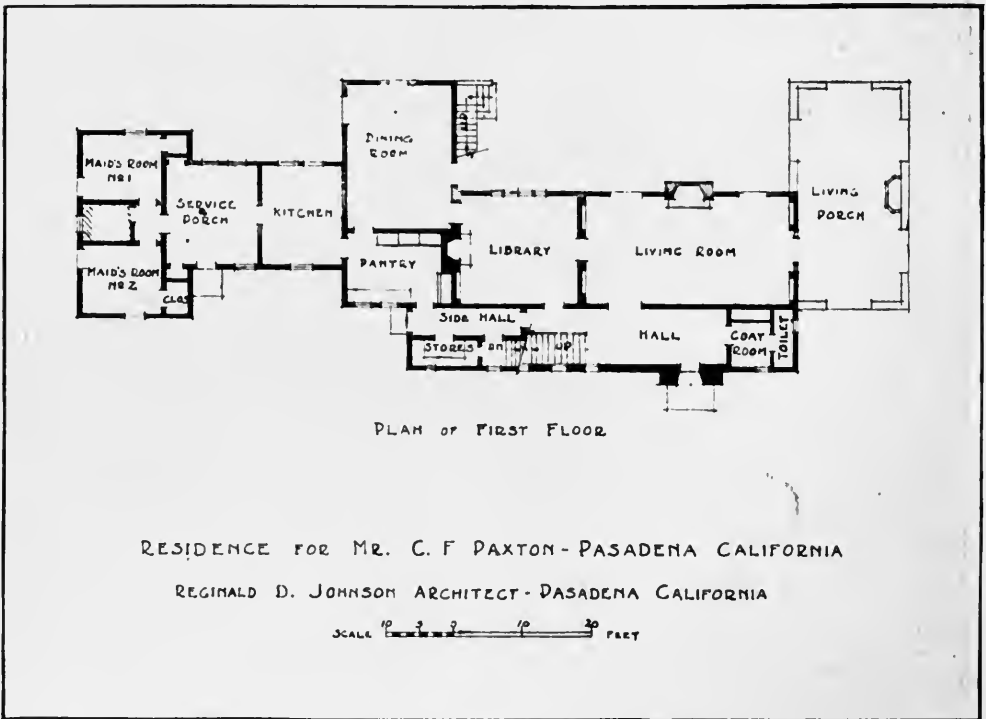 DINING
ROOM
UP
MAID'S ROOM
No 1
SERVICE
PORCH
KITCHEN
LIVING
PORCH
LIBRARY
LIVING ROOM
PANTRY
MAID'S ROOM
No 2
CLOS
SIDE HALL
HALL
COAT
ROOM
TOILET
STORES
DN
UP
PLAN OF FIRST FLOOR
RESIDENCE FOR MR. C. F PAXTON - PASADENA CALIFORNIA
REGINALD D. JOHNSON ARCHITECT - PASADENA CALIFORNIA
SCALE 10 5 0 10 20 FEET